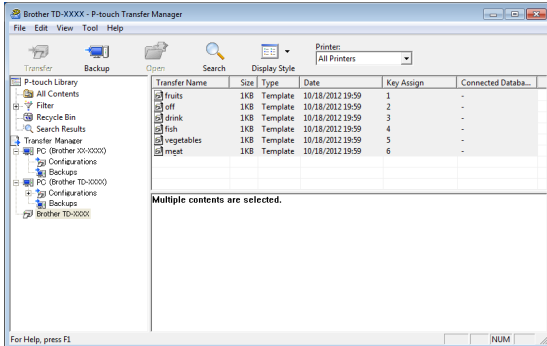 Brother TD-XXXX - P-touch Transfer Manager
File Edit View Tool Help
Printer:
All Printers
Transfer Backup Open Search Display Style
P-touch Library
All Contents
Filter
Recycle Bin
Search Results
Transfer Manager
PC (Brother XX-XXXX)
Configurations
Backups
PC (Brother TD-XXXX)
Configurations
Backups
Brother TD-XXXX
Transfer Name Size Type Date Key Assign Connected Databa...
fruits 1KB Template 10/18/2012 19:59 1 -
off 1KB Template 10/18/2012 19:59 2 -
drink 1KB Template 10/18/2012 19:59 3 -
fish 1KB Template 10/18/2012 19:59 4 -
vegetables 1KB Template 10/18/2012 19:59 5 -
meat 1KB Template 10/18/2012 19:59 6 -
Multiple contents are selected.
For Help, press F1
NUM